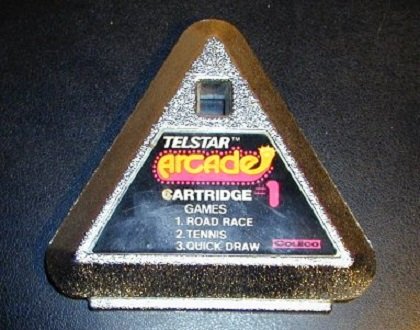 TELSTAR™
Arcade
CARTRIDGE #1
GAMES
1. ROAD RACE
2. TENNIS
3. QUICK DRAW
COLECO